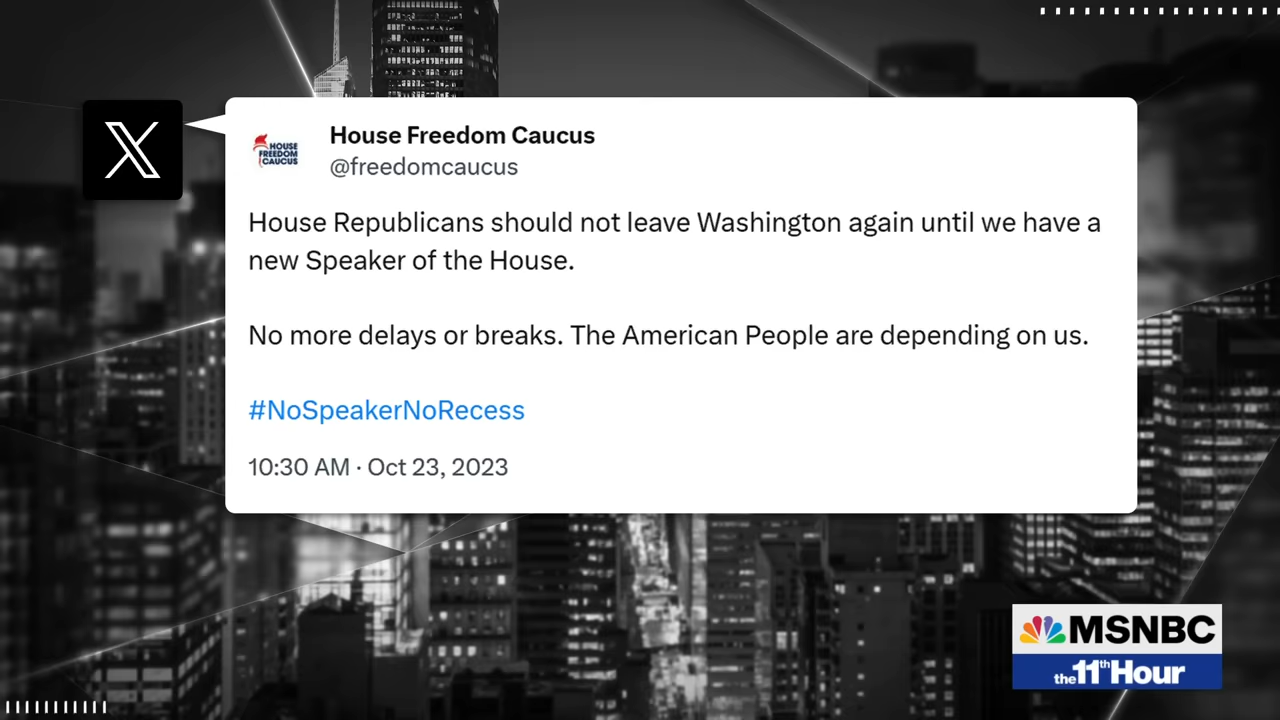 X
HOUSE
FREEDOM
CAUCUS
House Freedom Caucus
@freedomcaucus
House Republicans should not leave Washington again until we have a
new Speaker of the House.
No more delays or breaks. The American People are depending on us.
#NoSpeakerNoRecess
10:30 AM · Oct 23, 2023
MSNBC
the 11th Hour